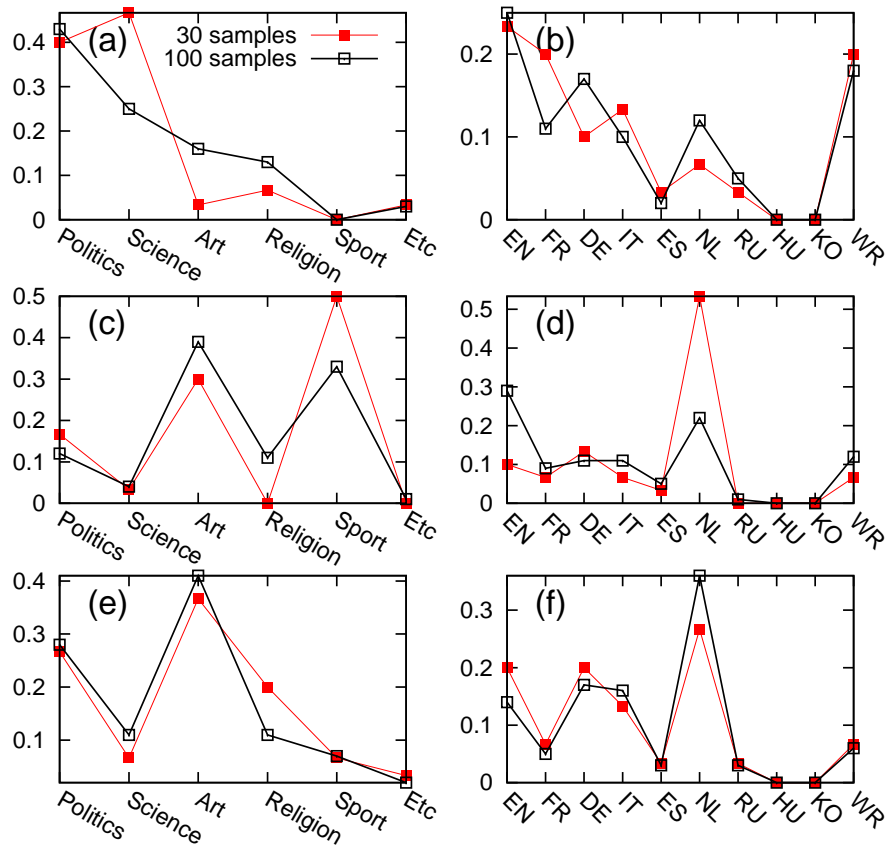 (a)
30 samples
100 samples
0.4
0.3
0.2
0.1
0
Politics
Science
Art
Religion
Sport
Etc
(b)
0.2
0.1
0
EN
FR
DE
IT
ES
NL
RU
HU
KO
WR
(c)
0.5
0.4
0.3
0.2
0.1
0
Politics
Science
Art
Religion
Sport
Etc
(d)
0.5
0.4
0.3
0.2
0.1
0
EN
FR
DE
IT
ES
NL
RU
HU
KO
WR
(e)
0.4
0.3
0.2
0.1
Politics
Science
Art
Religion
Sport
Etc
(f)
0.3
0.2
0.1
0
EN
FR
DE
IT
ES
NL
RU
HU
KO
WR